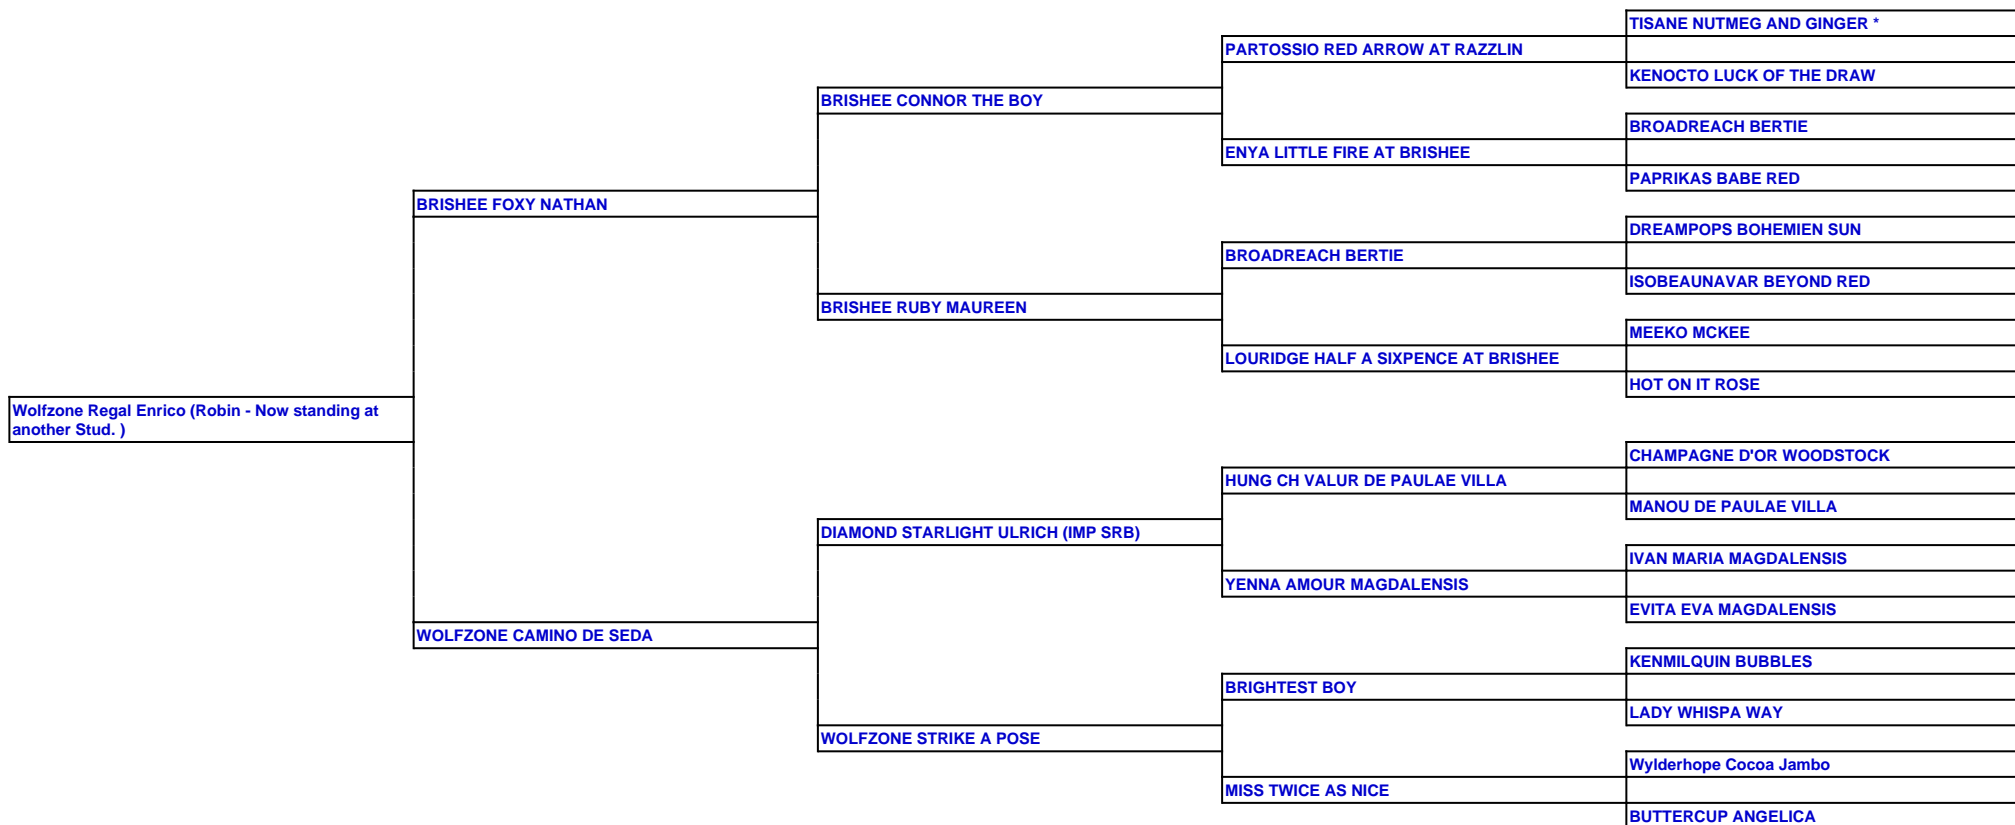 TISANE NUTMEG AND GINGER *
PARTOSSIO RED ARROW AT RAZZLIN
KENOCTO LUCK OF THE DRAW
BRISHEE CONNOR THE BOY
BROADREACH BERTIE
ENYA LITTLE FIRE AT BRISHEE
PAPRIKAS BABE RED
BRISHEE FOXY NATHAN
DREAMPOPS BOHEMIEN SUN
BROADREACH BERTIE
ISOBEAUNAVAR BEYOND RED
BRISHEE RUBY MAUREEN
MEEKO MCKEE
LOURIDGE HALF A SIXPENCE AT BRISHEE
HOT ON IT ROSE
Wolfzone Regal Enrico (Robin - Now standing at
another Stud. )
CHAMPAGNE D'OR WOODSTOCK
HUNG CH VALUR DE PAULAE VILLA
MANOU DE PAULAE VILLA
DIAMOND STARLIGHT ULRICH (IMP SRB)
IVAN MARIA MAGDALENSIS
YENNA AMOUR MAGDALENSIS
EVITA EVA MAGDALENSIS
WOLFZONE CAMINO DE SEDA
KENMILQUIN BUBBLES
BRIGHTEST BOY
LADY WHISPA WAY
WOLFZONE STRIKE A POSE
Wylderhope Cocoa Jambo
MISS TWICE AS NICE
BUTTERCUP ANGELICA